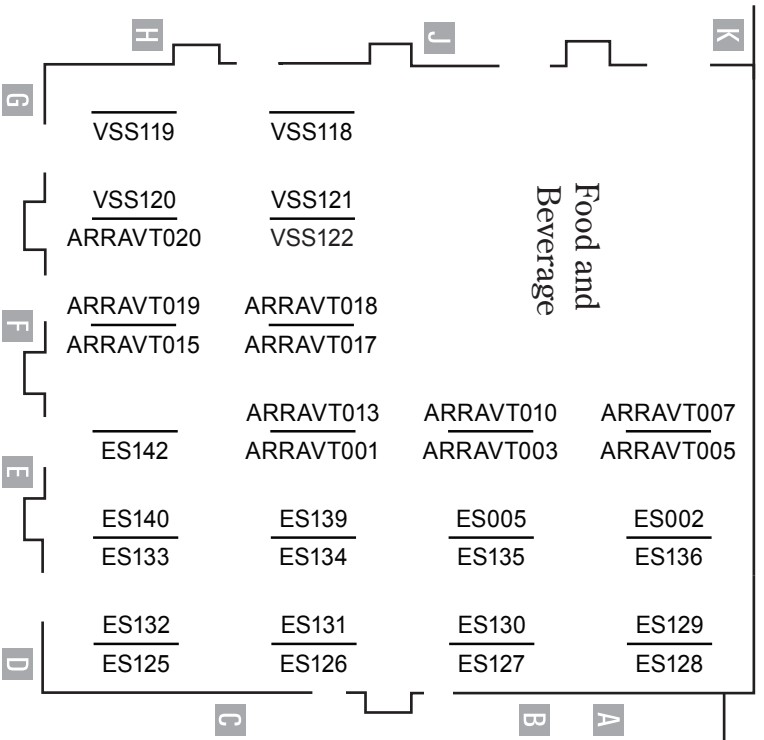 H
J
K
G
VSS119
VSS118
Food and
Beverage
VSS120
VSS121
ARRAVT020
VSS122
ARRAVT019
ARRAVT018
F
ARRAVT015
ARRAVT017
ARRAVT013
ARRAVT010
ARRAVT007
ES142
ARRAVT001
ARRAVT003
ARRAVT005
E
ES140
ES139
ES005
ES002
ES133
ES134
ES135
ES136
ES132
ES131
ES130
ES129
D
ES125
ES126
ES127
ES128
C
B
A